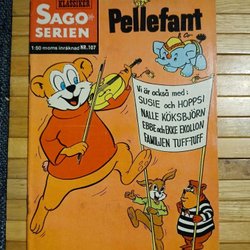 KLASSIKER
SAGO-
SERIEN
1:50 moms inräknad NR.107
Pellefant
Vi är också med:
SUSIE och HOPPSI
NALLE KÖKSBJÖRN
EBBE och EKKE EKOLLON
FAMILJEN TUFF-TUFF